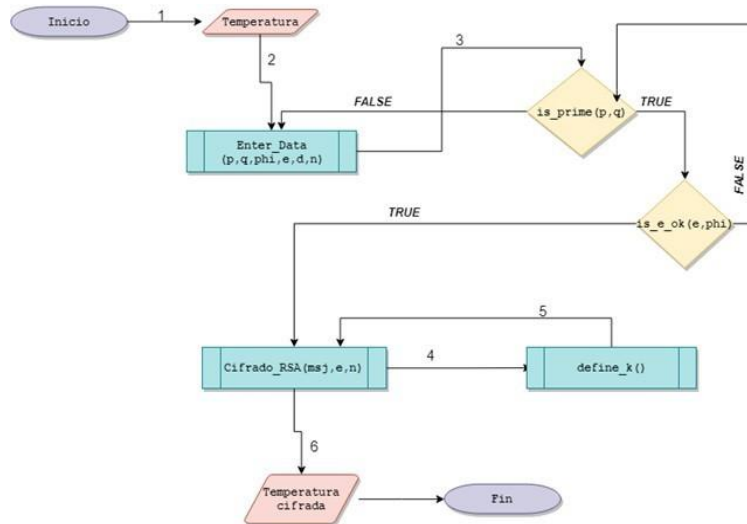 Inicio
1
Temperatura
2
3
FALSE
is_prime(p,q)
TRUE
Enter_Data
(p,q,phi,e,d,n)
FALSE
TRUE
is_e_ok(e,phi)
5
Cifrado_RSA(msj,e,n)
4
define_k()
6
Temperatura
cifrada
Fin